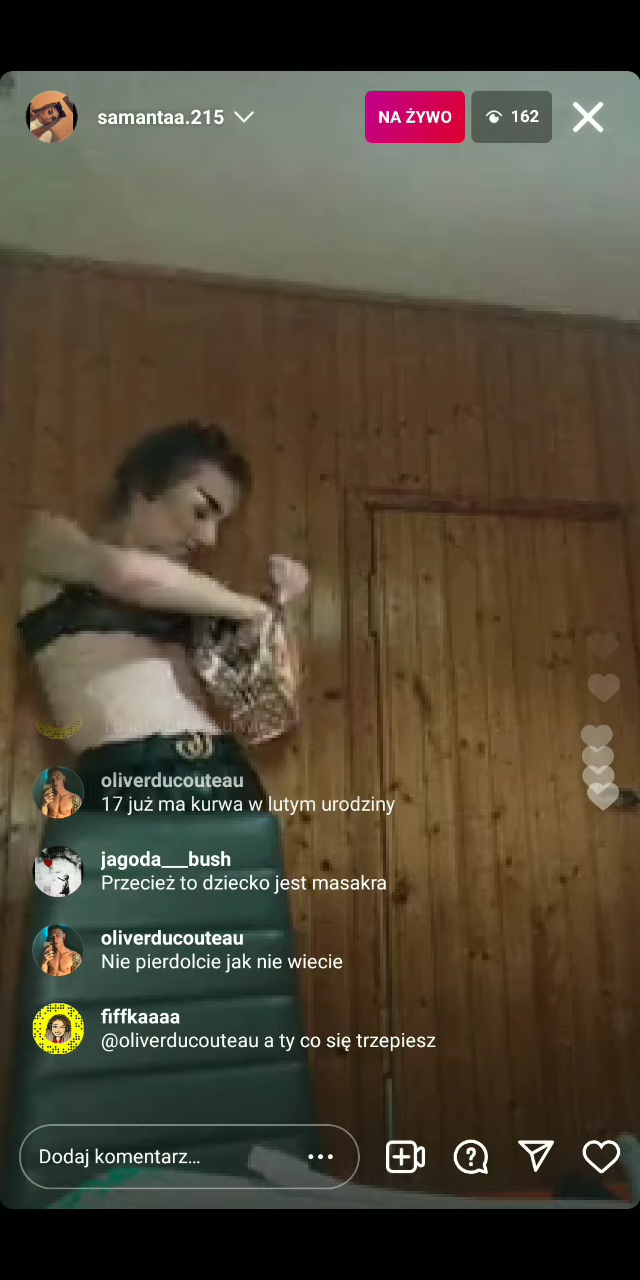 samantaa.215
NA ŻYWO
162
oliverducouteau
17 już ma kurwa w lutym urodziny
jagoda___bush
Przecież to dziecko jest masakra
oliverducouteau
Nie pierdolcie jak nie wiecie
fiffkaaaa
@oliverducouteau a ty co się trzepiesz
Dodaj komentarz...